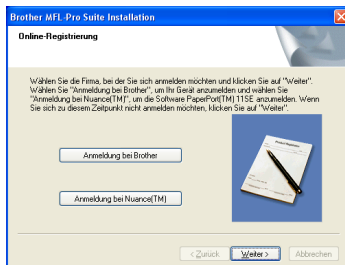 Brother MFL-Pro Suite Installation
Online-Registrierung
Wählen Sie die Firma, bei der Sie sich anmelden möchten und klicken Sie auf "Weiter".
Wählen Sie "Anmeldung bei Brother", um Ihr Gerät anzumelden und wählen Sie
"Anmeldung bei Nuance(TM)", um die Software PaperPort(TM) 11SE anzumelden. Wenn
Sie sich zu diesem Zeitpunkt nicht anmelden möchten, klicken Sie auf "Weiter".
Anmeldung bei Brother
Anmeldung bei Nuance(TM)
< Zurück
Weiter >
Abbrechen